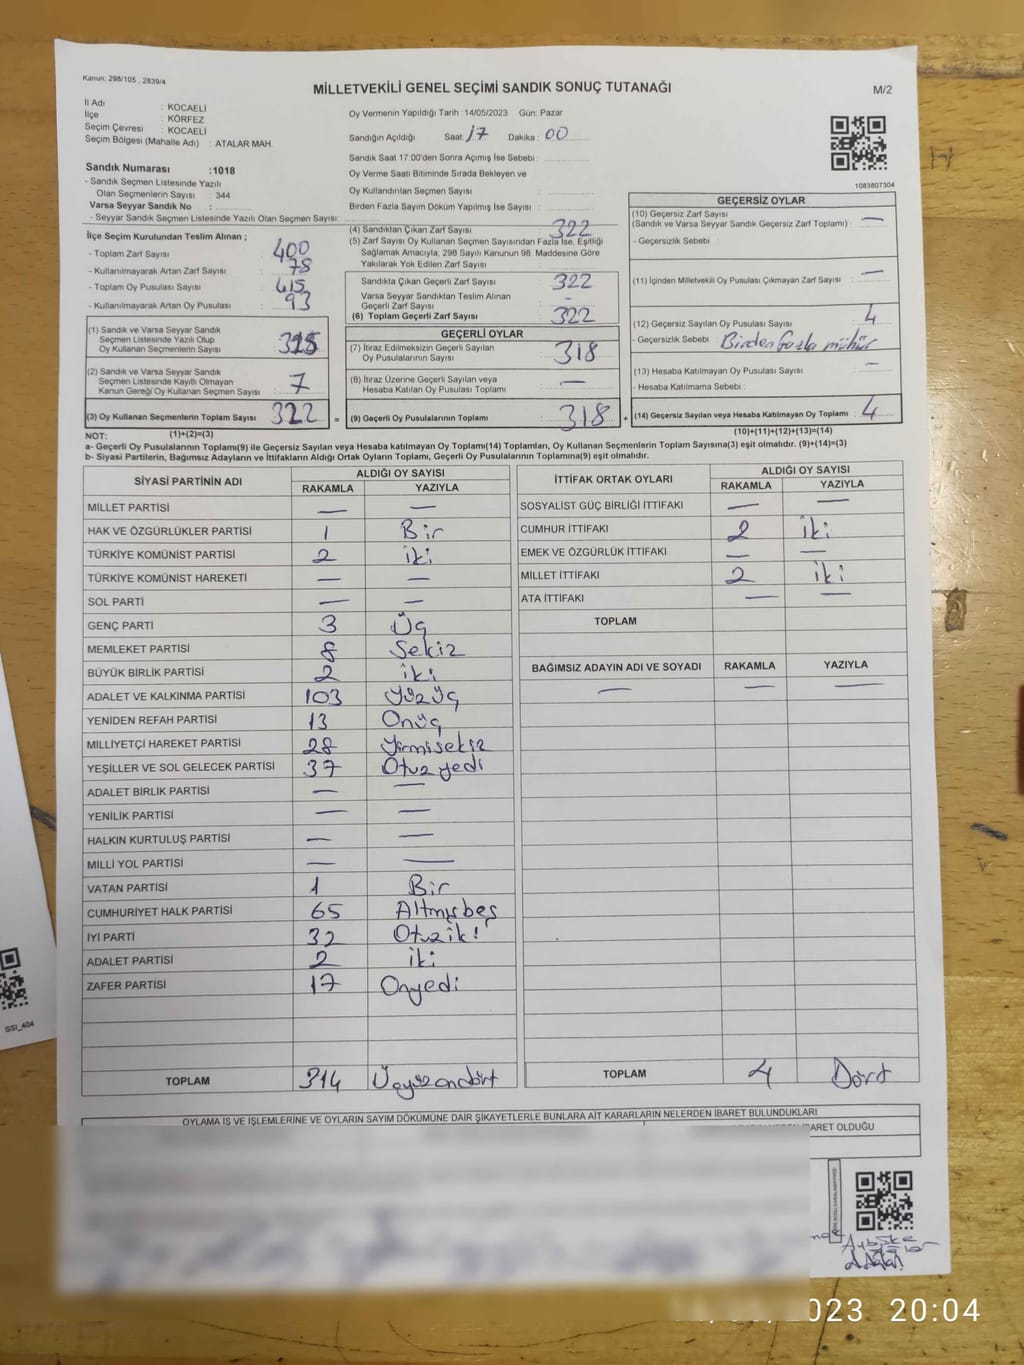 Kanun: 298/105 , 2839/4
MİLLETVEKİLİ GENEL SEÇİMİ SANDIK SONUÇ TUTANAĞI
M/2
İl Adı : KOCAELİ
İlçe : KÖRFEZ
Seçim Çevresi : KOCAELİ
Seçim Bölgesi (Mahalle Adı) : ATALAR MAH.
Oy Vermenin Yapıldığı Tarih :14/05/2023 Gün: Pazar
Sandığın Açıldığı Saat: 17 Dakika : 00
Sandık Saat 17:00'den Sonra Açımış İse Sebebi :
Oy Verme Saati Bitiminde Sırada Bekleyen ve
Oy Kullandırılan Seçmen Sayısı
Birden Fazla Sayım Döküm Yapılmış İse Sayısı :
1083807304
Sandık Numarası :1018
- Sandık Seçmen Listesinde Yazılı
Olan Seçmenlerin Sayısı : 344
Varsa Seyyar Sandık No :
- Seyyar Sandık Seçmen Listesinde Yazılı Olan Seçmen Sayısı:
İlçe Seçim Kurulundan Teslim Alınan ;
- Toplam Zarf Sayısı : 400
- Kullanılmayarak Artan Zarf Sayısı : 78
- Toplam Oy Pusulası Sayısı : 415
- Kullanılmayarak Artan Oy Pusulası : 93
(1) Sandık ve Varsa Seyyar Sandık
Seçmen Listesinde Yazılı Olup
Oy Kullanan Seçmenlerin Sayısı : 315
(2) Sandık ve Varsa Seyyar Sandık
Seçmen Listesinde Kayıtlı Olmayan
Kanun Gereği Oy Kullanan Seçmen Sayısı : 7
(3) Oy Kullanan Seçmenlerin Toplam Sayısı : 322
(4) Sandıktan Çıkan Zarf Sayısı : 322
(5) Zarf Sayısı Oy Kullanan Seçmen Sayısından Fazla İse, Eşitliği
Sağlamak Amacıyla, 298 Sayılı Kanunun 98. Maddesine Göre
Yakılarak Yok Edilen Zarf Sayısı :
Sandıkta Çıkan Geçerli Zarf Sayısı : 322
Varsa Seyyar Sandıktan Teslim Alınan
Geçerli Zarf Sayısı : -
(6) Toplam Geçerli Zarf Sayısı : 322
GEÇERLİ OYLAR
(7) İtiraz Edilmeksizin Geçerli Sayılan
Oy Pusulalarının Sayısı : 318
(8) İtiraz Üzerine Geçerli Sayılan veya
Hesaba Katılan Oy Pusulası Toplamı : —
= (9) Geçerli Oy Pusulalarının Toplamı : 318 +
GEÇERSİZ OYLAR
(10) Geçersiz Zarf Sayısı
(Sandık ve Varsa Seyyar Sandık Geçersiz Zarf Toplamı) : —
- Geçersizlik Sebebi :
(11) İçinden Milletvekili Oy Pusulası Çıkmayan Zarf Sayısı : —
(12) Geçersiz Sayılan Oy Pusulası Sayısı : 4
- Geçersizlik Sebebi : Birden fazla mühür
(13) Hesaba Katılmayan Oy Pusulası Sayısı : —
- Hesaba Katılmama Sebebi :
(14) Geçersiz Sayılan veya Hesaba Katılmayan Oy Toplamı : 4
NOT: (1)+(2)=(3)
(10)+(11)+(12)+(13)=(14)
a- Geçerli Oy Pusulalarının Toplamı(9) ile Geçersiz Sayılan veya Hesaba katılmayan Oy Toplamı(14) Toplamları, Oy Kullanan Seçmenlerin Toplam Sayısına(3) eşit olmalıdır. (9)+(14)=(3)
b- Siyasi Partilerin, Bağımsız Adayların ve İttifakların Aldığı Ortak Oyların Toplamı, Geçerli Oy Pusulalarının Toplamına(9) eşit olmalıdır.
SİYASİ PARTİNİN ADI ALDIĞI OY SAYISI
RAKAMLA YAZIYLA
MİLLET PARTİSİ — —
HAK VE ÖZGÜRLÜKLER PARTİSİ 1 Bir
TÜRKİYE KOMÜNİST PARTİSİ 2 iki
TÜRKİYE KOMÜNİST HAREKETİ — —
SOL PARTİ — —
GENÇ PARTİ 3 Üç
MEMLEKET PARTİSİ 8 Sekiz
BÜYÜK BİRLİK PARTİSİ 2 iki
ADALET VE KALKINMA PARTİSİ 103 Yüzüç
YENİDEN REFAH PARTİSİ 13 Onüç
MİLLİYETÇİ HAREKET PARTİSİ 28 Yirmisekiz
YEŞİLLER VE SOL GELECEK PARTİSİ 37 Otuz yedi
ADALET BİRLİK PARTİSİ — —
YENİLİK PARTİSİ — —
HALKIN KURTULUŞ PARTİSİ — —
MİLLİ YOL PARTİSİ — —
VATAN PARTİSİ 1 Bir
CUMHURİYET HALK PARTİSİ 65 Altmışbeş
İYİ PARTİ 32 Otuziki
ADALET PARTİSİ 2 iki
ZAFER PARTİSİ 17 Onyedi
TOPLAM 314 Üçyüzondört
İTTİFAK ORTAK OYLARI ALDIĞI OY SAYISI
RAKAMLA YAZIYLA
SOSYALİST GÜÇ BİRLİĞİ İTTİFAKI — —
CUMHUR İTTİFAKI 2 iki
EMEK VE ÖZGÜRLÜK İTTİFAKI — —
MİLLET İTTİFAKI 2 iki
ATA İTTİFAKI — —
TOPLAM
BAĞIMSIZ ADAYIN ADI VE SOYADI RAKAMLA YAZIYLA
— — —
TOPLAM 4 Dört
OYLAMA İŞ VE İŞLEMLERİNE VE OYLARIN SAYIM DÖKÜMÜNE DAİR ŞİKAYETLERLE BUNLARA AİT KARARLARIN NELERDEN İBARET BULUNDUKLARI
BARET OLDUĞU
SS1_404
2023 20:04